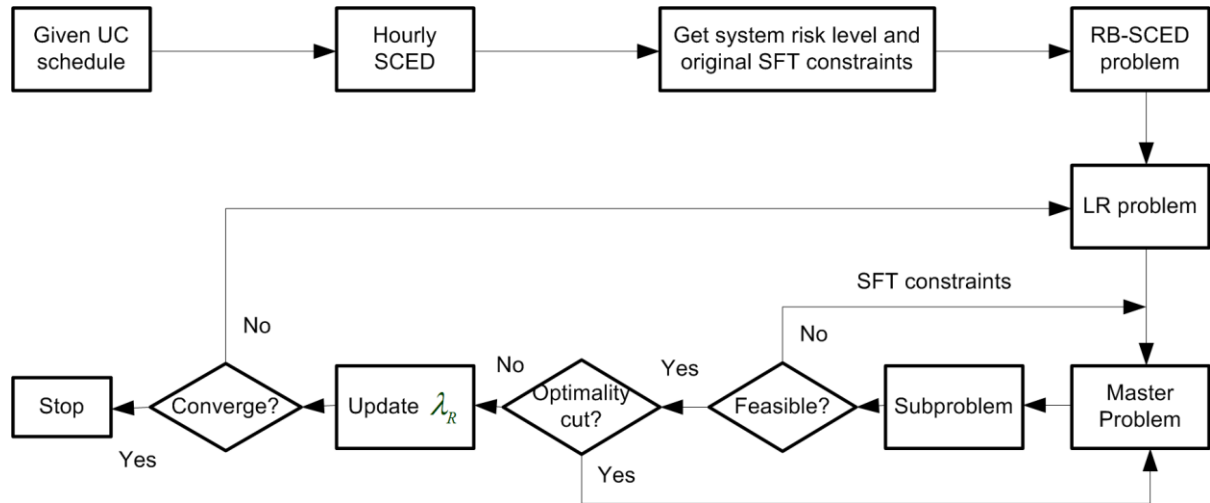 Given UC
schedule
Hourly
SCED
Get system risk level and
original SFT constraints
RB-SCED
problem
LR problem
SFT constraints
No
No
No
Yes
Stop
Converge?
Update λ_R
Optimality
cut?
Feasible?
Subproblem
Master
Problem
Yes
Yes